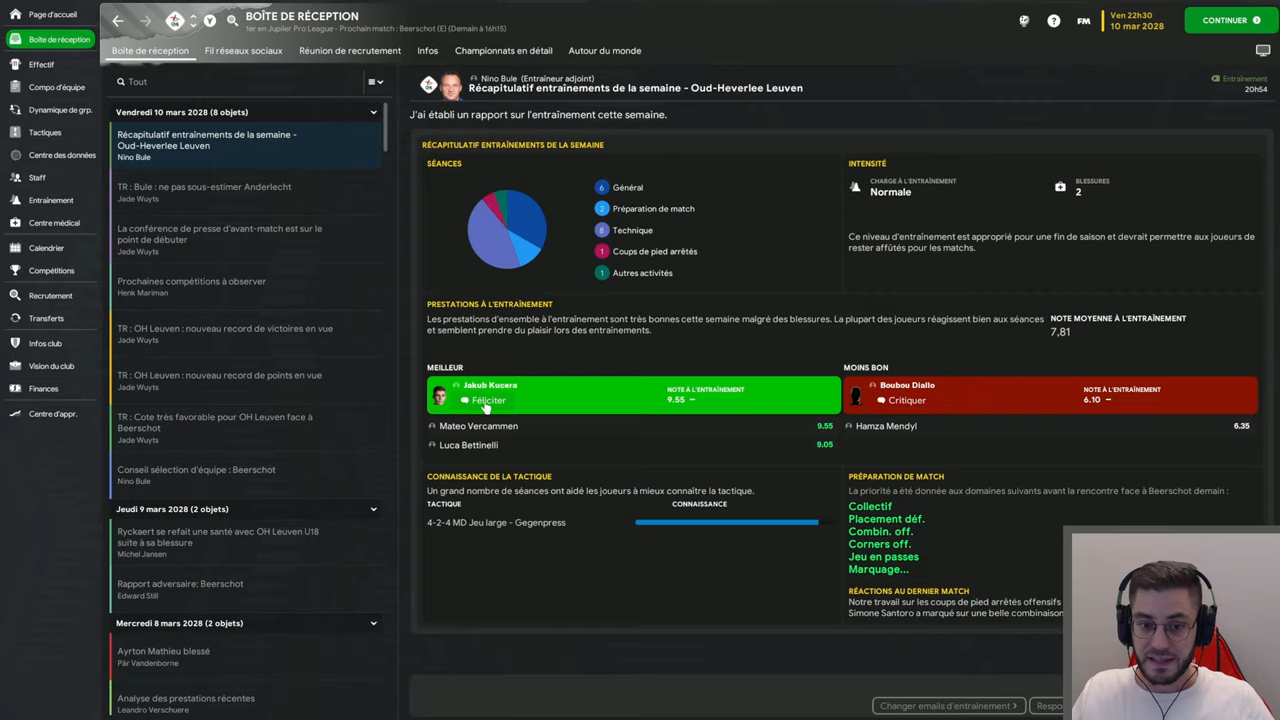 Page d'accueil
Boîte de réception
Effectif
Compo d'équipe
Dynamique de grp.
Tactiques
Centre des données
Staff
Entraînement
Centre médical
Calendrier
Compétitions
Recrutement
Transferts
Infos club
Vision du club
Finances
Centre d'appr.
BOÎTE DE RÉCEPTION
1er en Jupiler Pro League - Prochain match : Beerschot (E) (Demain à 16h15)
FM
Ven 22h30
10 mar 2028
CONTINUER
Boîte de réception
Fil réseaux sociaux
Réunion de recrutement
Infos
Championnats en détail
Autour du monde
Tout
Vendredi 10 mars 2028 (8 objets)
Récapitulatif entraînements de la semaine -
Oud-Heverlee Leuven
Nino Bule
TR : Bule : ne pas sous-estimer Anderlecht
Jade Wuyts
La conférence de presse d'avant-match est sur le
point de débuter
Jade Wuyts
Prochaines compétitions à observer
Henk Mariman
TR : OH Leuven : nouveau record de victoires en vue
Jade Wuyts
TR : OH Leuven : nouveau record de points en vue
Jade Wuyts
TR : Cote très favorable pour OH Leuven face à
Beerschot
Jade Wuyts
Conseil sélection d'équipe : Beerschot
Nino Bule
Jeudi 9 mars 2028 (2 objets)
Ryckaert se refait une santé avec OH Leuven U18
suite à sa blessure
Michel Jansen
Rapport adversaire: Beerschot
Edward Still
Mercredi 8 mars 2028 (2 objets)
Ayrton Mathieu blessé
Pär Vandenborne
Analyse des prestations récentes
Leandro Verschuere
Nino Bule (Entraîneur adjoint)
Récapitulatif entraînements de la semaine - Oud-Heverlee Leuven
Entraînement
20h54
J'ai établi un rapport sur l'entraînement cette semaine.
RÉCAPITULATIF ENTRAÎNEMENTS DE LA SEMAINE
SÉANCES
6 Général
2 Préparation de match
8 Technique
1 Coups de pied arrêtés
1 Autres activités
INTENSITÉ
CHARGE À L'ENTRAÎNEMENT
Normale
BLESSURES
2
Ce niveau d'entraînement est approprié pour une fin de saison et devrait permettre aux joueurs de
rester affûtés pour les matchs.
PRESTATIONS À L'ENTRAÎNEMENT
Les prestations d'ensemble à l'entraînement sont très bonnes cette semaine malgré des blessures. La plupart des joueurs réagissent bien aux séances
et semblent prendre du plaisir lors des entraînements.
NOTE MOYENNE À L'ENTRAÎNEMENT
7,81
MEILLEUR
Jakub Kucera
Féliciter
NOTE À L'ENTRAÎNEMENT
9.55 –
Mateo Vercammen 9.55
Luca Bettinelli 9.05
MOINS BON
Boubou Diallo
Critiquer
NOTE À L'ENTRAÎNEMENT
6.10 –
Hamza Mendyl 6.35
CONNAISSANCE DE LA TACTIQUE
Un grand nombre de séances ont aidé les joueurs à mieux connaître la tactique.
TACTIQUE CONNAISSANCE
4-2-4 MD Jeu large - Gegenpress
PRÉPARATION DE MATCH
La priorité a été donnée aux domaines suivants avant la rencontre face à Beerschot demain :
Collectif
Placement déf.
Combin. off.
Corners off.
Jeu en passes
Marquage...
RÉACTIONS AU DERNIER MATCH
Notre travail sur les coups de pied arrêtés offensifs
Simone Santoro a marqué sur une belle combinaison
Changer emails d'entraînement >
Respo